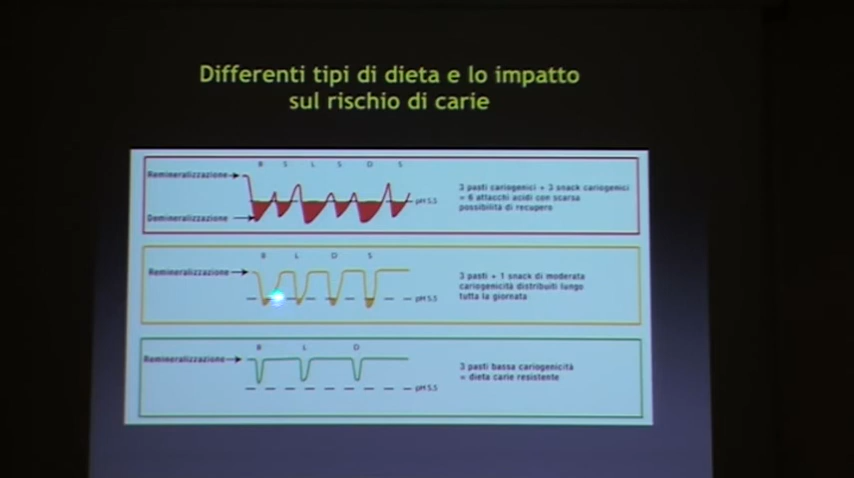 Differenti tipi di dieta e lo impatto
sul rischio di carie
B S L S D S
Remineralizzazione
Demineralizzazione
pH 5.5
3 pasti cariogenici + 3 snack cariogenici
= 6 attacchi acidi con scarsa
possibilità di recupero
B L D S
Remineralizzazione
pH 5.5
3 pasti + 1 snack di moderata
cariogenicità distribuiti lungo
tutta la giornata
B L D
Remineralizzazione
pH 5.5
3 pasti bassa cariogenicità
= dieta carie resistente